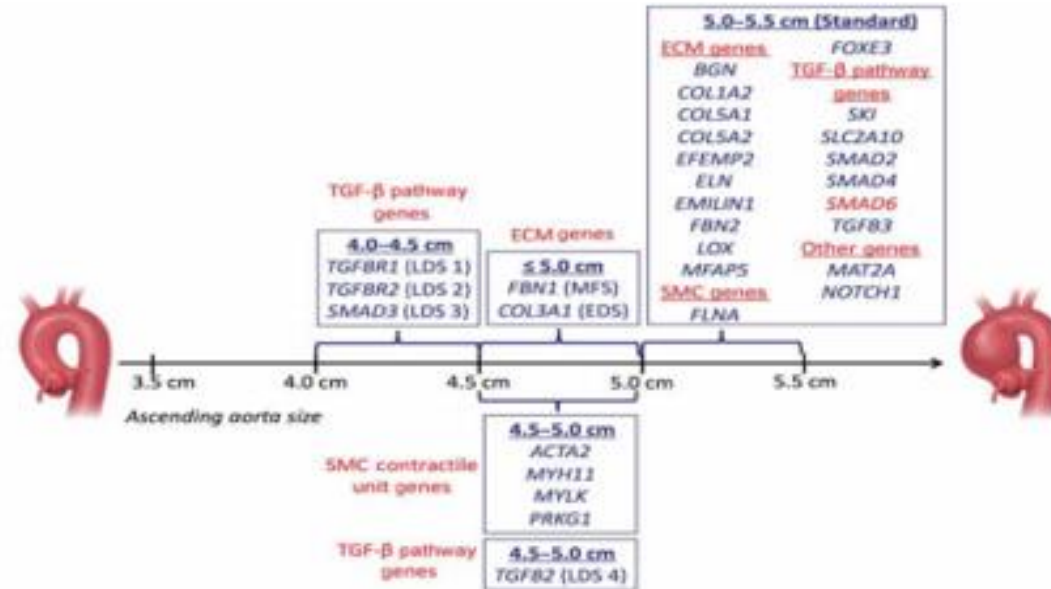 5.0–5.5 cm (Standard)
ECM genes
BGN
COL1A2
COL5A1
COL5A2
EFEMP2
ELN
EMILIN1
FBN2
LOX
MFAP5
SMC genes
FLNA
FOXE3
TGF-β pathway
genes
SKI
SLC2A10
SMAD2
SMAD4
SMAD6
TGFB3
Other genes
MAT2A
NOTCH1
TGF-β pathway
genes
4.0–4.5 cm
TGFBR1 (LDS 1)
TGFBR2 (LDS 2)
SMAD3 (LDS 3)
ECM genes
≤ 5.0 cm
FBN1 (MFS)
COL3A1 (EDS)
3.5 cm
4.0 cm
4.5 cm
5.0 cm
5.5 cm
Ascending aorta size
SMC contractile
unit genes
4.5–5.0 cm
ACTA2
MYH11
MYLK
PRKG1
TGF-β pathway
genes
4.5–5.0 cm
TGFB2 (LDS 4)